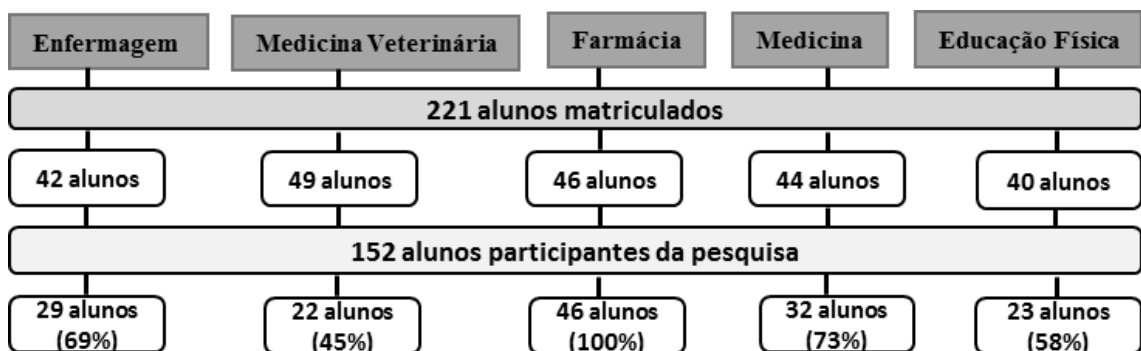 Enfermagem
Medicina Veterinária
Farmácia
Medicina
Educação Física
221 alunos matriculados
42 alunos
49 alunos
46 alunos
44 alunos
40 alunos
152 alunos participantes da pesquisa
29 alunos
(69%)
22 alunos
(45%)
46 alunos
(100%)
32 alunos
(73%)
23 alunos
(58%)